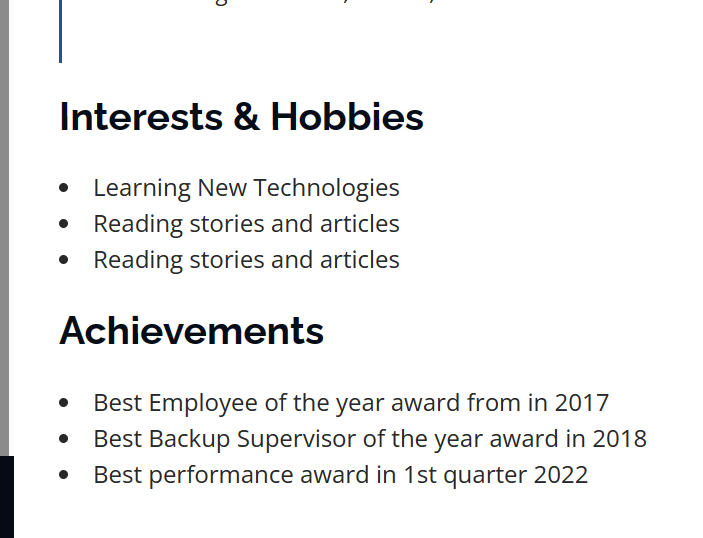 Interests & Hobbies
Learning New Technologies
Reading stories and articles
Reading stories and articles
Achievements
Best Employee of the year award from in 2017
Best Backup Supervisor of the year award in 2018
Best performance award in 1st quarter 2022